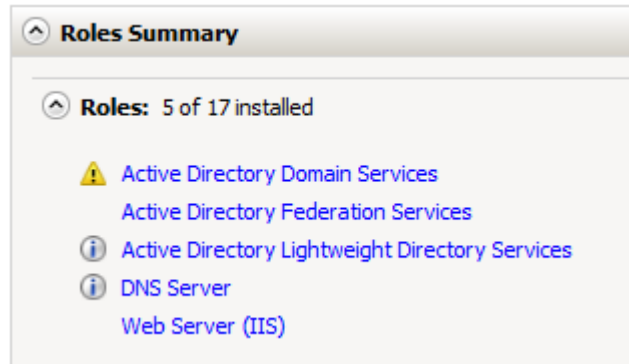 Roles Summary
Roles: 5 of 17 installed
Active Directory Domain Services
Active Directory Federation Services
Active Directory Lightweight Directory Services
DNS Server
Web Server (IIS)